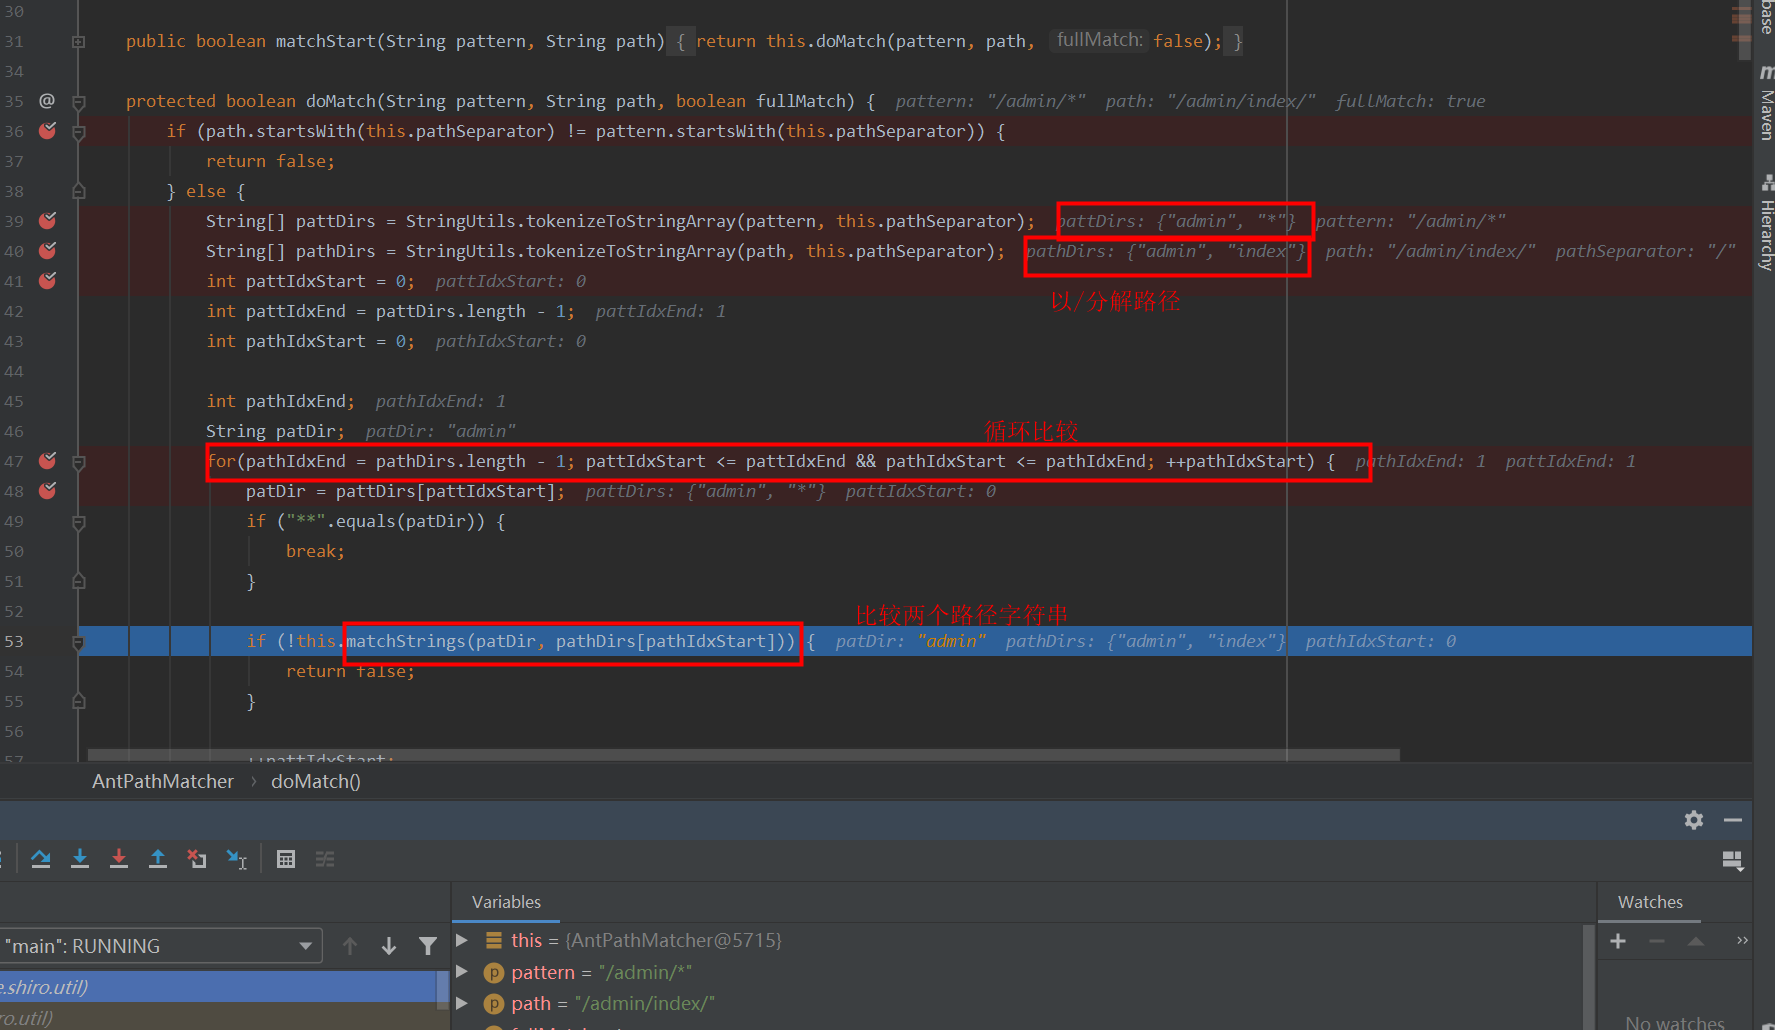 30
31 public boolean matchStart(String pattern, String path) { return this.doMatch(pattern, path, fullMatch: false); }
34
35 @ protected boolean doMatch(String pattern, String path, boolean fullMatch) { pattern: "/admin/*" path: "/admin/index/" fullMatch: true
36 if (path.startsWith(this.pathSeparator) != pattern.startsWith(this.pathSeparator)) {
37 return false;
38 } else {
39 String[] pattDirs = StringUtils.tokenizeToStringArray(pattern, this.pathSeparator); pattDirs: {"admin", "*"} pattern: "/admin/*"
40 String[] pathDirs = StringUtils.tokenizeToStringArray(path, this.pathSeparator); pathDirs: {"admin", "index"} path: "/admin/index/" pathSeparator: "/"
41 int pattIdxStart = 0; pattIdxStart: 0
以/分解路径
42 int pattIdxEnd = pattDirs.length - 1; pattIdxEnd: 1
43 int pathIdxStart = 0; pathIdxStart: 0
44
45 int pathIdxEnd; pathIdxEnd: 1
46 String patDir; patDir: "admin"
循环比较
47 for(pathIdxEnd = pathDirs.length - 1; pattIdxStart <= pattIdxEnd && pathIdxStart <= pathIdxEnd; ++pathIdxStart) { pathIdxEnd: 1 pattIdxEnd: 1
48 patDir = pattDirs[pattIdxStart]; pattDirs: {"admin", "*"} pattIdxStart: 0
49 if ("**".equals(patDir)) {
50 break;
51 }
52
比较两个路径字符串
53 if (!this.matchStrings(patDir, pathDirs[pathIdxStart])) { patDir: "admin" pathDirs: {"admin", "index"} pathIdxStart: 0
54 return false;
55 }
56
57 ++pattIdxStart;
AntPathMatcher › doMatch()
Variables
Watches
"main": RUNNING
this = {AntPathMatcher@5715}
e.shiro.util)
pattern = "/admin/*"
path = "/admin/index/"
ro.util)
No watches
base
Maven
Hierarchy